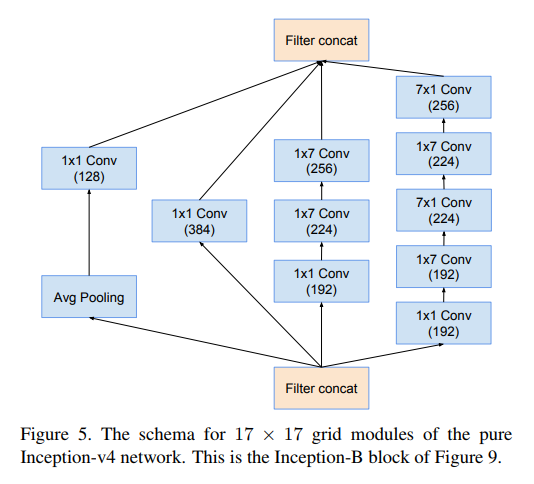 Filter concat
7x1 Conv
(256)
1x7 Conv
(256)
1x7 Conv
(224)
1x1 Conv
(128)
1x1 Conv
(384)
1x7 Conv
(224)
7x1 Conv
(224)
1x7 Conv
(192)
1x1 Conv
(192)
Avg Pooling
1x1 Conv
(192)
Filter concat
Figure 5. The schema for 17 × 17 grid modules of the pure
Inception-v4 network. This is the Inception-B block of Figure 9.